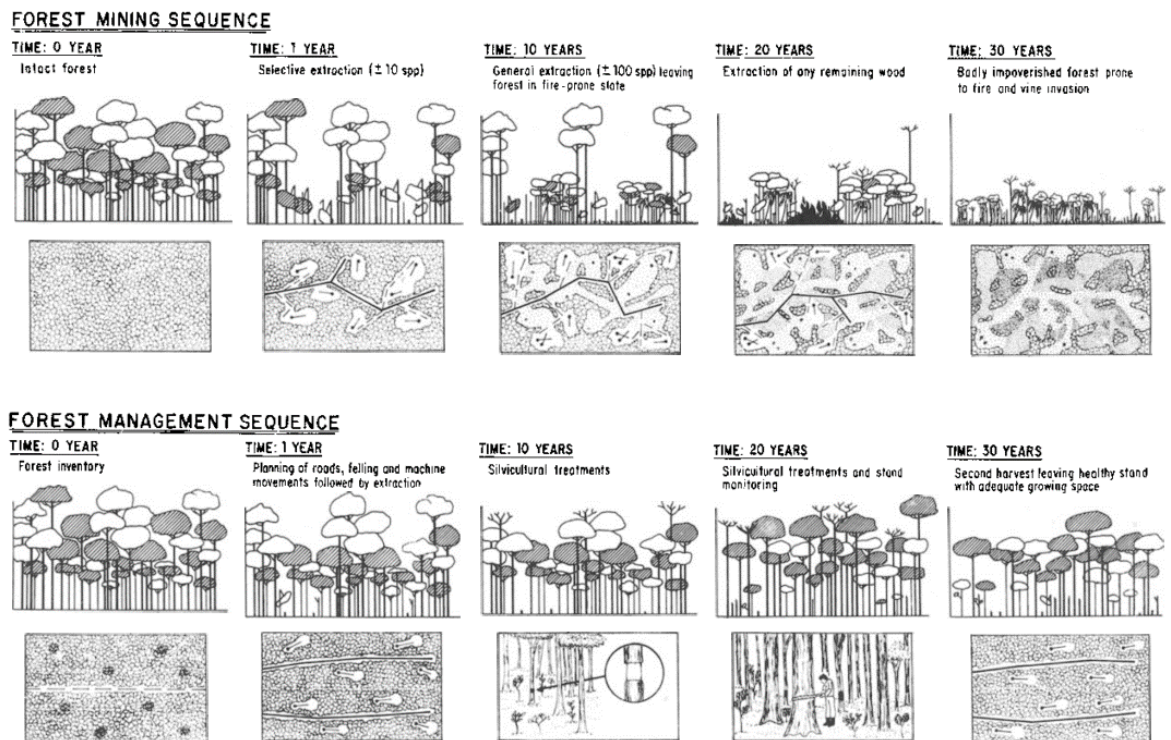 FOREST MINING SEQUENCE
TIME: 0 YEAR
Intact forest
TIME: 1 YEAR
Selective extraction (± 10 spp)
TIME: 10 YEARS
General extraction (± 100 spp) leaving
forest in fire-prone state
TIME: 20 YEARS
Extraction of any remaining wood
TIME: 30 YEARS
Badly impoverished forest prone
to fire and vine invasion
FOREST MANAGEMENT SEQUENCE
TIME: 0 YEAR
Forest inventory
TIME: 1 YEAR
Planning of roads, felling and machine
movements followed by extraction
TIME: 10 YEARS
Silvicultural treatments
TIME: 20 YEARS
Silvicultural treatments and stand
monitoring
TIME: 30 YEARS
Second harvest leaving healthy stand
with adequate growing space